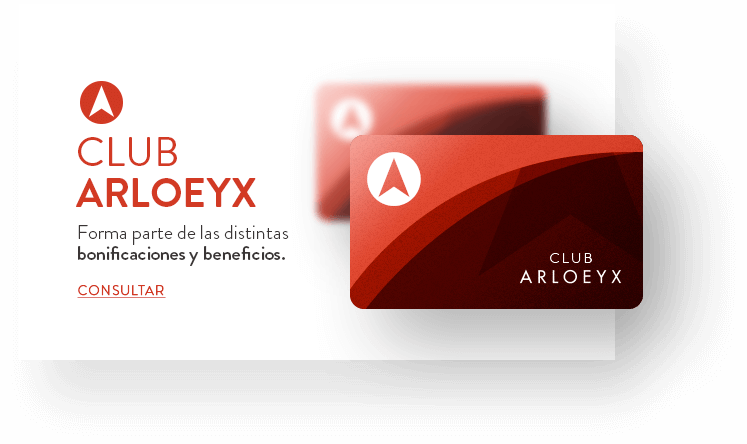 CLUB
ARLOEYX
Forma parte de las distintas
bonificaciones y beneficios.
CONSULTAR
CLUB
ARLOEYX